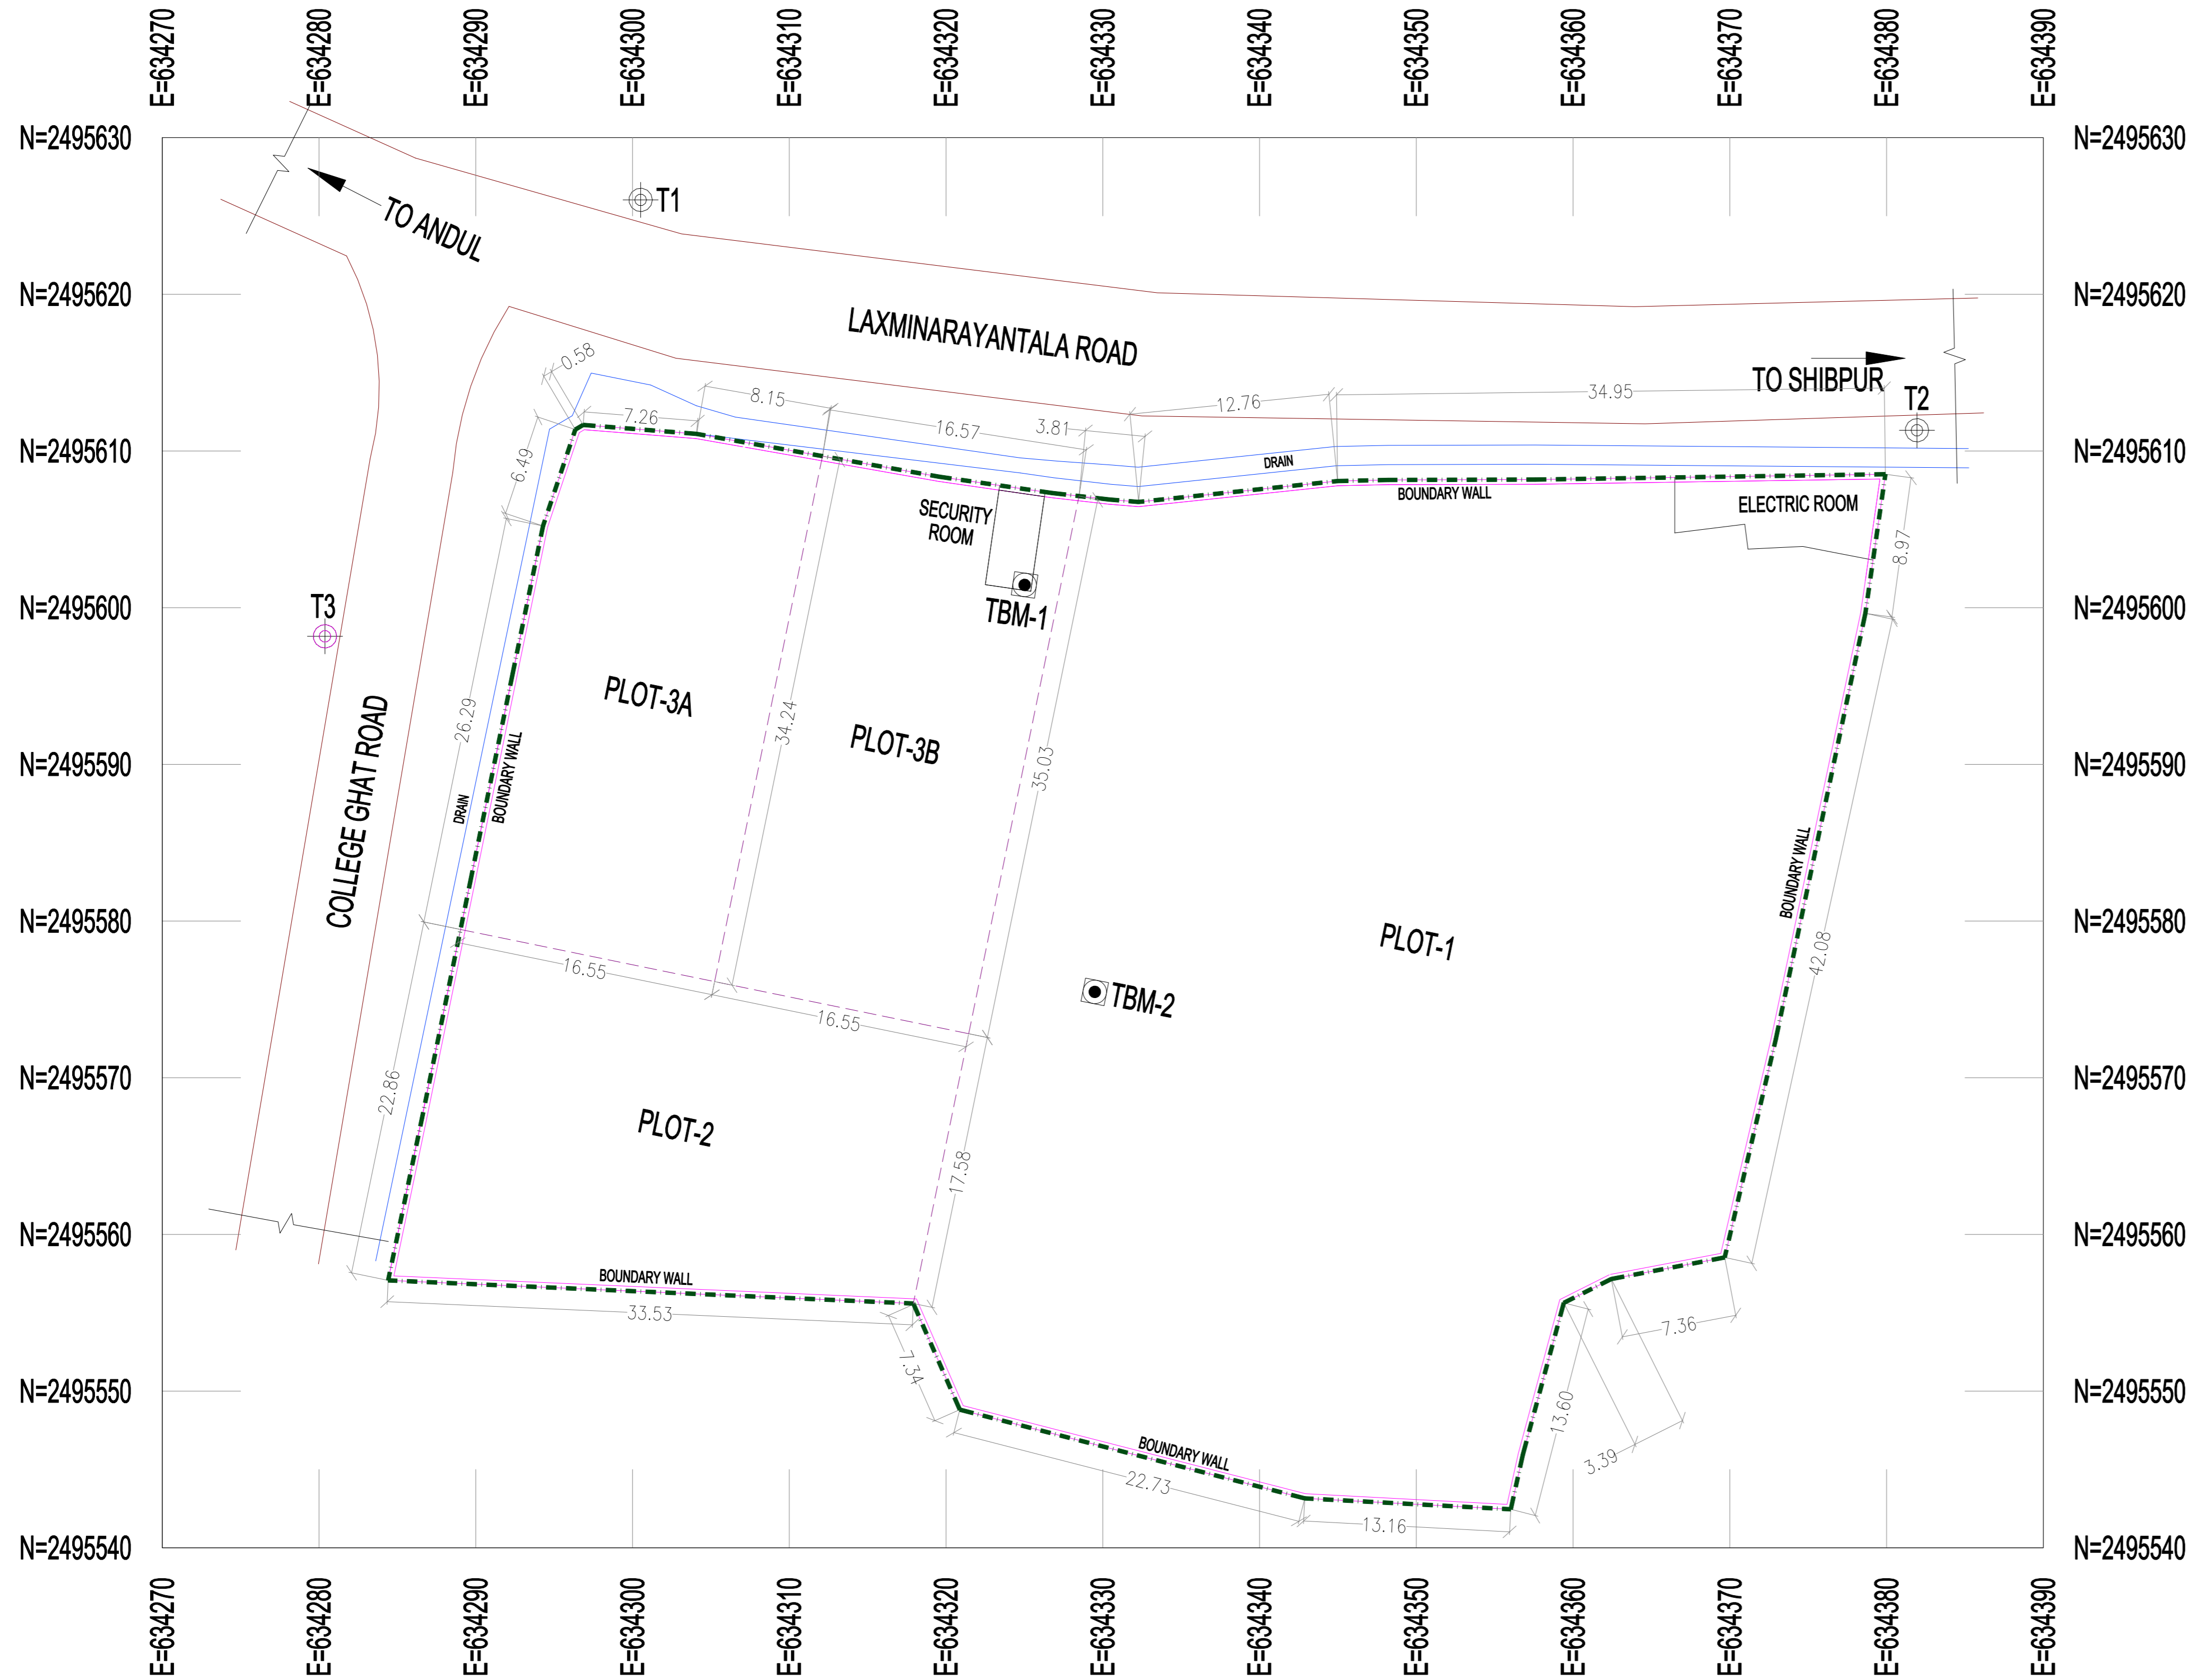 E=634270
E=634280
E=634290
E=634300
E=634310
E=634320
E=634330
E=634340
E=634350
E=634360
E=634370
E=634380
E=634390
N=2495630
N=2495630
T1
TO ANDUL
N=2495620
N=2495620
LAXMINARAYANTALA ROAD
0.58
TO SHIBPUR
34.95
T2
8.15
12.76
7.26
16.57
3.81
N=2495610
N=2495610
6.49
DRAIN
BOUNDARY WALL
SECURITY
ROOM
ELECTRIC ROOM
8.97
N=2495600
N=2495600
T3
TBM-1
PLOT-3A
26.29
34.24
PLOT-3B
35.03
N=2495590
N=2495590
BOUNDARY WALL
DRAIN
COLLEGE GHAT ROAD
BOUNDARY WALL
N=2495580
N=2495580
PLOT-1
42.08
16.55
TBM-2
16.55
N=2495570
N=2495570
22.86
PLOT-2
17.58
N=2495560
N=2495560
BOUNDARY WALL
33.53
7.36
7.34
N=2495550
N=2495550
13.60
BOUNDARY WALL
3.39
22.73
13.16
N=2495540
N=2495540
E=634270
E=634280
E=634290
E=634300
E=634310
E=634320
E=634330
E=634340
E=634350
E=634360
E=634370
E=634380
E=634390